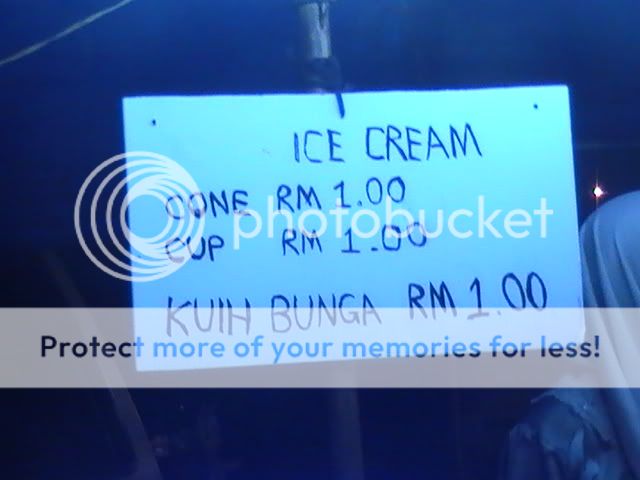 ICE CREAM
CONE RM 1.00
CUP RM 1.00
KUIH BUNGA RM 1.00
photobucket
Protect more of your memories for less!